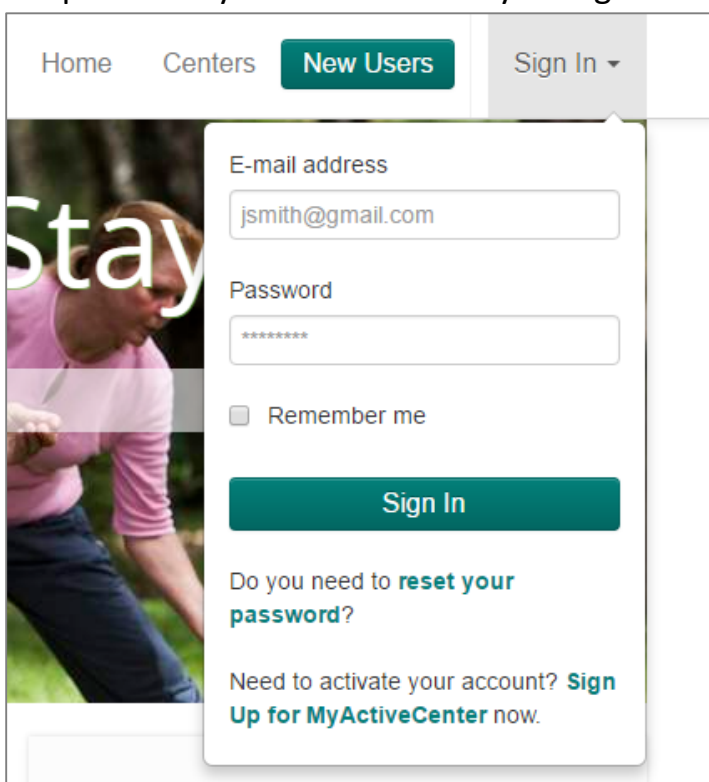 Home Centers New Users Sign In
Stay
E-mail address
jsmith@gmail.com
Password
********
Remember me
Sign In
Do you need to reset your
password?
Need to activate your account? Sign
Up for MyActiveCenter now.